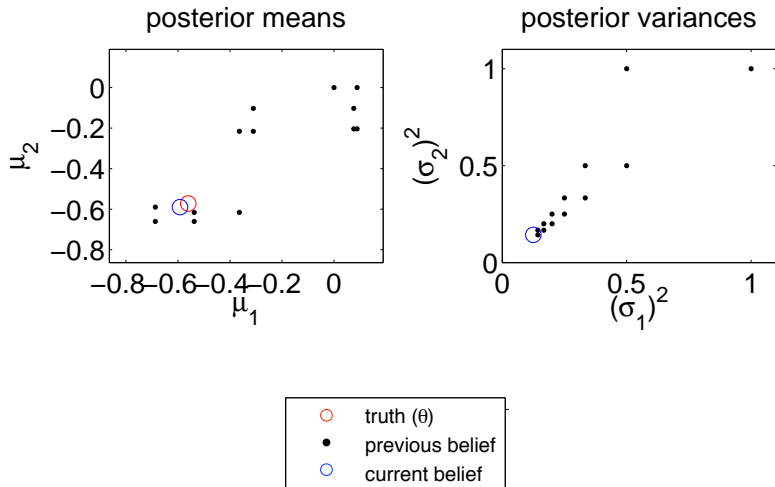 posterior means
0
−0.2
−0.4
−0.6
−0.8
μ2
−0.8−0.6−0.4−0.2 0
μ1
posterior variances
1
0.5
0
(σ2)2
0 0.5 1
(σ1)2
truth (θ)
previous belief
current belief